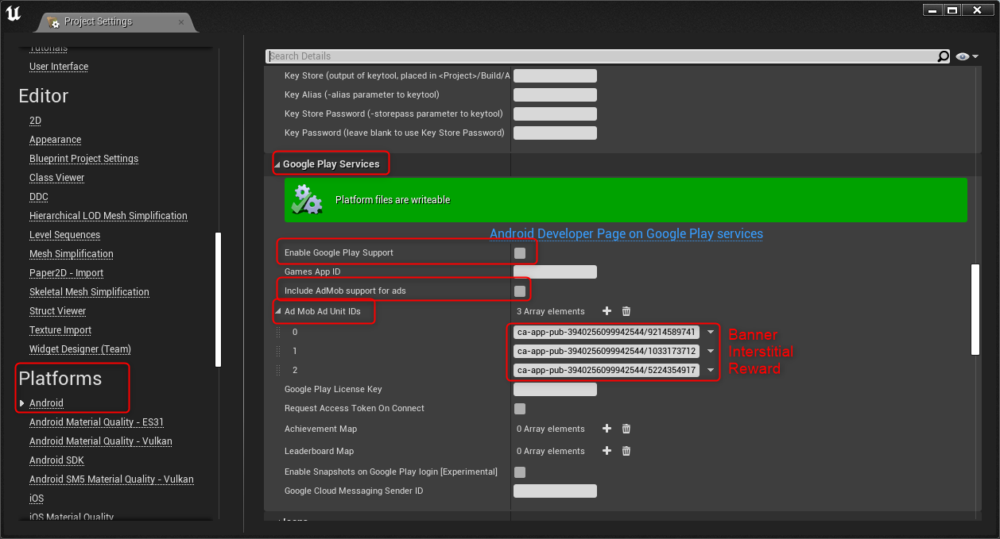 Project Settings
Tutorials
User Interface
Editor
2D
Appearance
Blueprint Project Settings
Class Viewer
DDC
Hierarchical LOD Mesh Simplification
Level Sequences
Mesh Simplification
Paper2D - Import
Skeletal Mesh Simplification
Struct Viewer
Texture Import
Widget Designer (Team)
Platforms
Android
Android Material Quality - ES31
Android Material Quality - Vulkan
Android SDK
Android SM5 Material Quality - Vulkan
iOS
iOS Material Quality
Search Details
Key Store (output of keytool, placed in <Project>/Build/A
Key Alias (-alias parameter to keytool)
Key Store Password (-storepass parameter to keytool)
Key Password (leave blank to use Key Store Password)
Google Play Services
Platform files are writeable
Android Developer Page on Google Play services
Enable Google Play Support
Games App ID
Include AdMob support for ads
Ad Mob Ad Unit IDs 3 Array elements
0 ca-app-pub-3940256099942544/9214589741 Banner
1 ca-app-pub-3940256099942544/1033173712 Interstitial
2 ca-app-pub-3940256099942544/5224354917 Reward
Google Play License Key
Request Access Token On Connect
Achievement Map 0 Array elements
Leaderboard Map 0 Array elements
Enable Snapshots on Google Play login [Experimental]
Google Cloud Messaging Sender ID
Icons